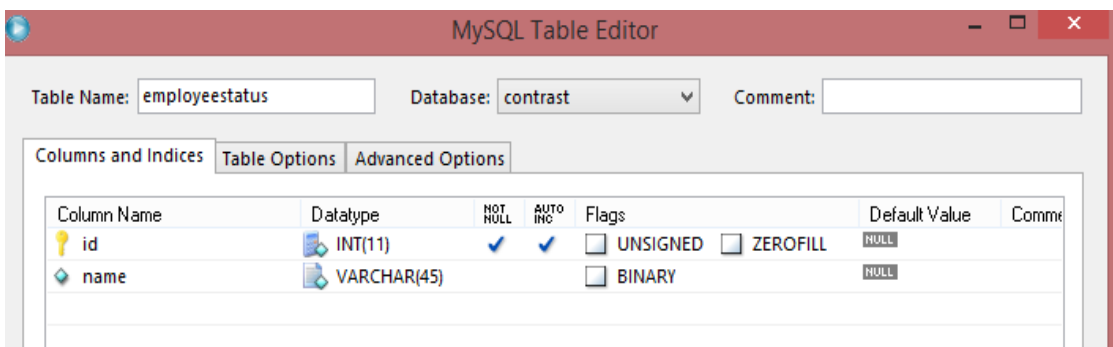 MySQL Table Editor
Table Name: employeestatus Database: contrast Comment:
Columns and Indices Table Options Advanced Options
Column Name Datatype NOT NULL AUTO INC Flags Default Value Comme
id INT(11) UNSIGNED ZEROFILL NULL
name VARCHAR(45) BINARY NULL